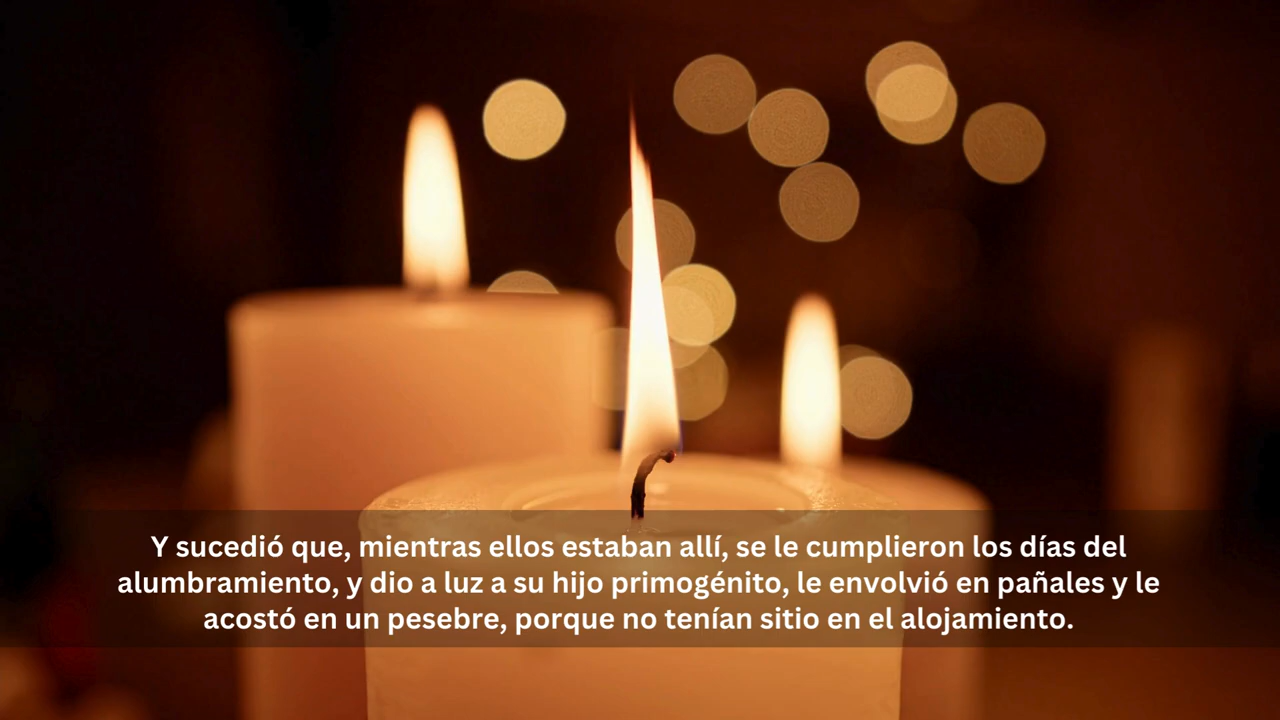 Y sucedió que, mientras ellos estaban allí, se le cumplieron los días del
alumbramiento, y dio a luz a su hijo primogénito, le envolvió en pañales y le
acostó en un pesebre, porque no tenían sitio en el alojamiento.